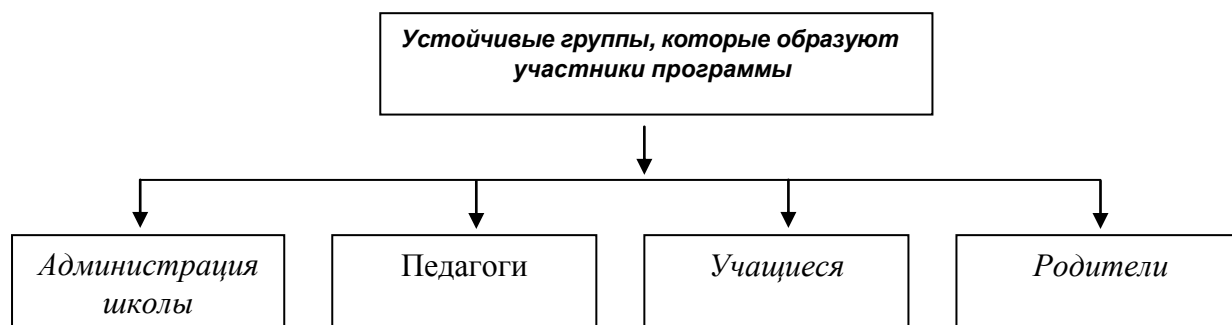 Устойчивые группы, которые образуют
участники программы
Администрация
школы
Педагоги
Учащиеся
Родители